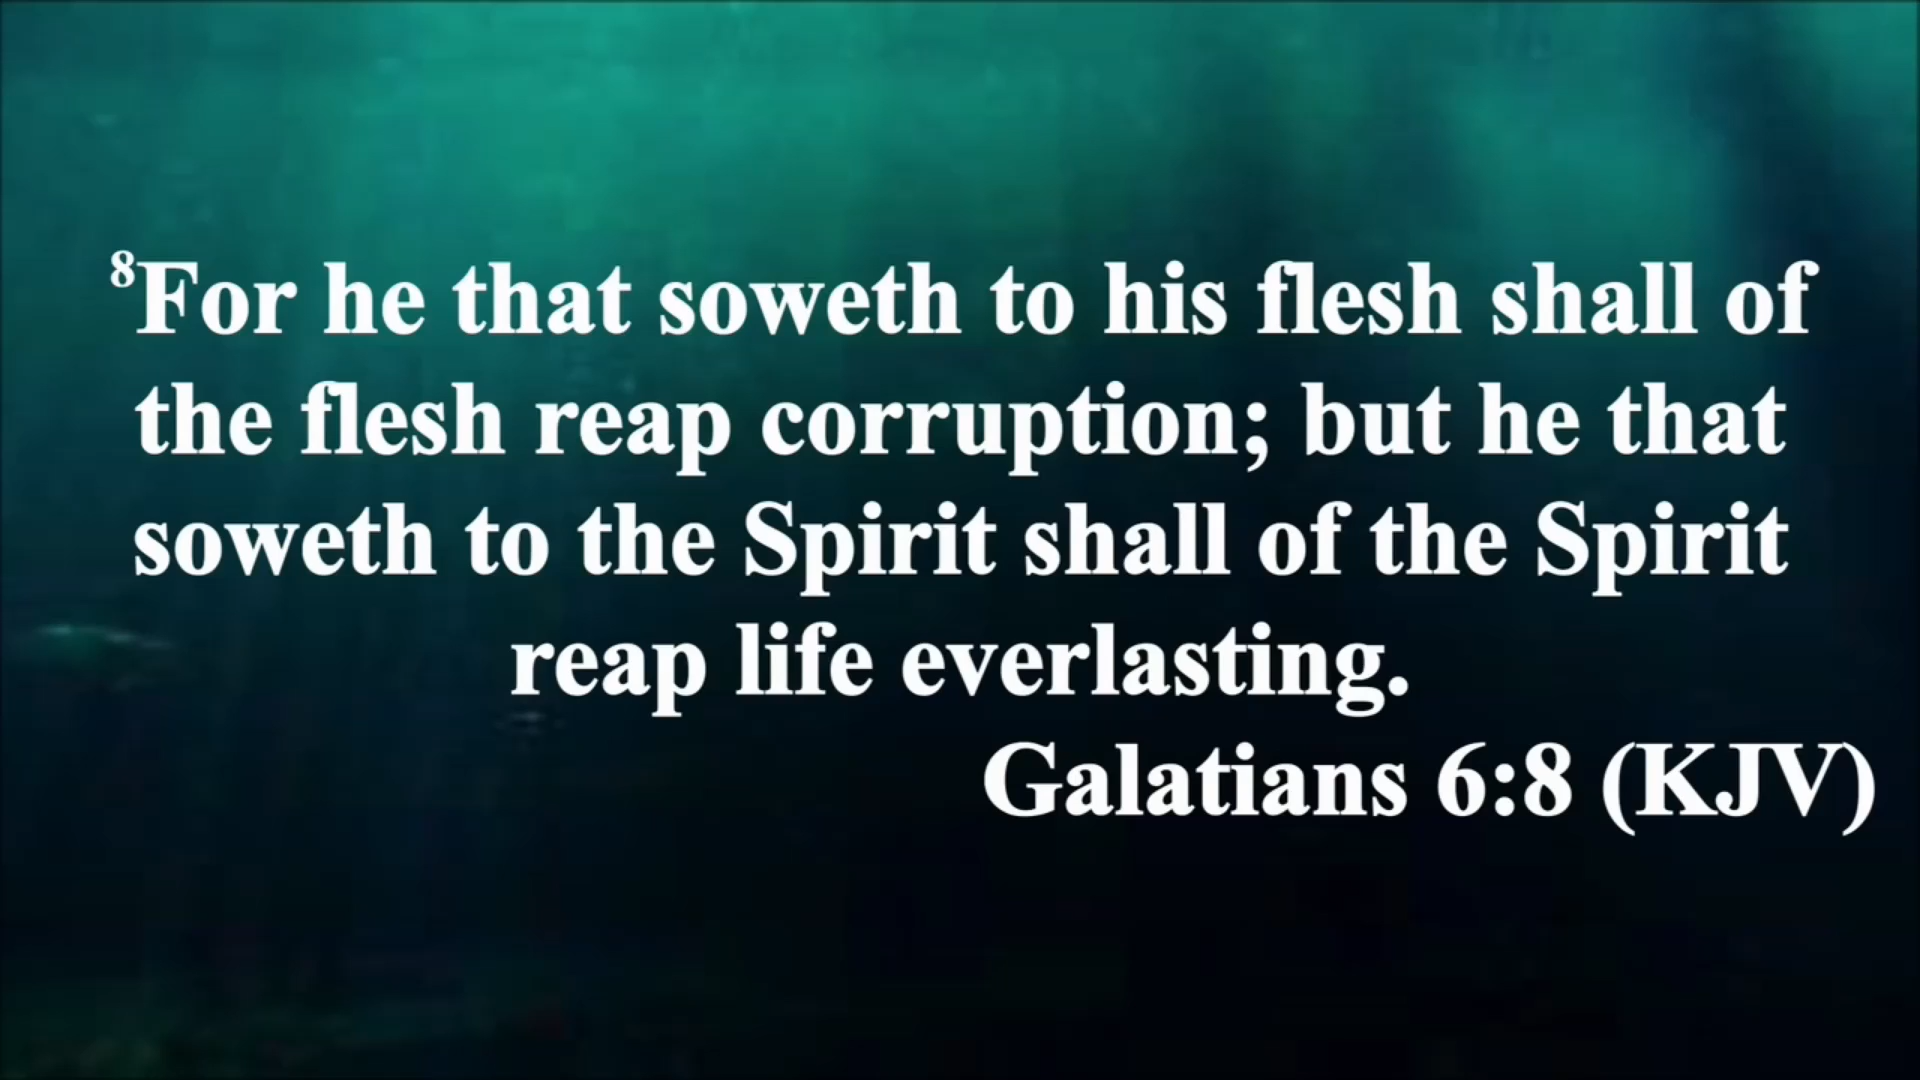 ⁸For he that soweth to his flesh shall of
the flesh reap corruption; but he that
soweth to the Spirit shall of the Spirit
reap life everlasting.
Galatians 6:8 (KJV)